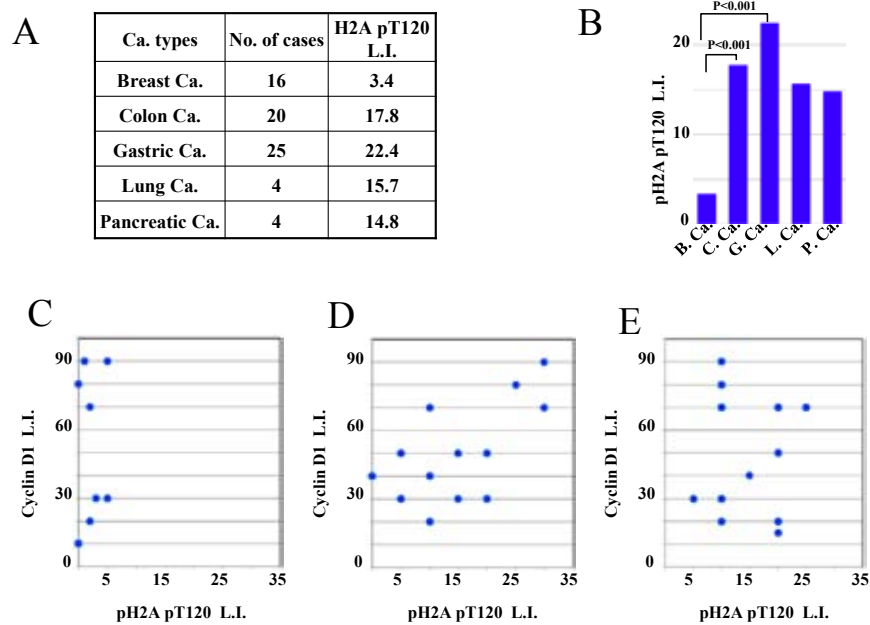 A
Ca. types No. of cases H2A pT120 L.I.
Breast Ca. 16 3.4
Colon Ca. 20 17.8
Gastric Ca. 25 22.4
Lung Ca. 4 15.7
Pancreatic Ca. 4 14.8
B
P<0.001
P<0.001
pH2A pT120 L.I.
20
10
0
B. Ca.
C. Ca.
G. Ca.
L. Ca.
P. Ca.
C
Cyclin D1 L.I.
90
60
30
0
5 15 25 35
pH2A pT120 L.I.
D
Cyclin D1 L.I.
90
60
30
0
5 15 25 35
pH2A pT120 L.I.
E
Cyclin D1 L.I.
90
60
30
0
5 15 25 35
pH2A pT120 L.I.